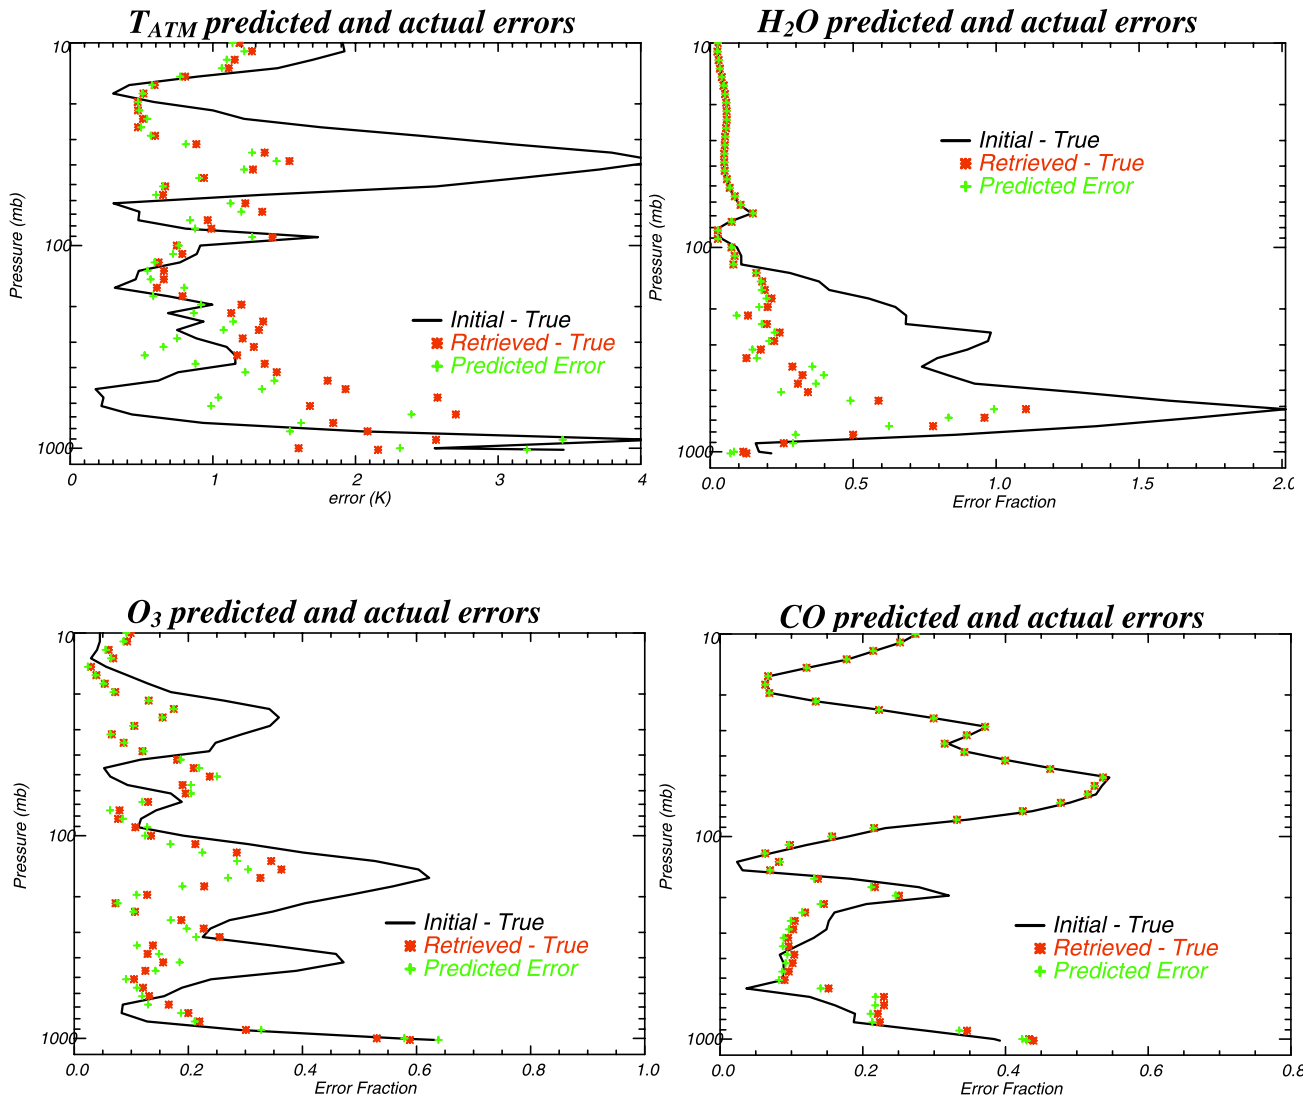 T_ATM predicted and actual errors
10
100
1000
Pressure (mb)
Initial - True
Retrieved - True
Predicted Error
0 1 2 3 4
error (K)
H2O predicted and actual errors
10
100
1000
Pressure (mb)
Initial - True
Retrieved - True
Predicted Error
0.0 0.5 1.0 1.5 2.0
Error Fraction
O3 predicted and actual errors
10
100
1000
Pressure (mb)
Initial - True
Retrieved - True
Predicted Error
0.0 0.2 0.4 0.6 0.8 1.0
Error Fraction
CO predicted and actual errors
10
100
1000
Pressure (mb)
Initial - True
Retrieved - True
Predicted Error
0.0 0.2 0.4 0.6 0.8
Error Fraction